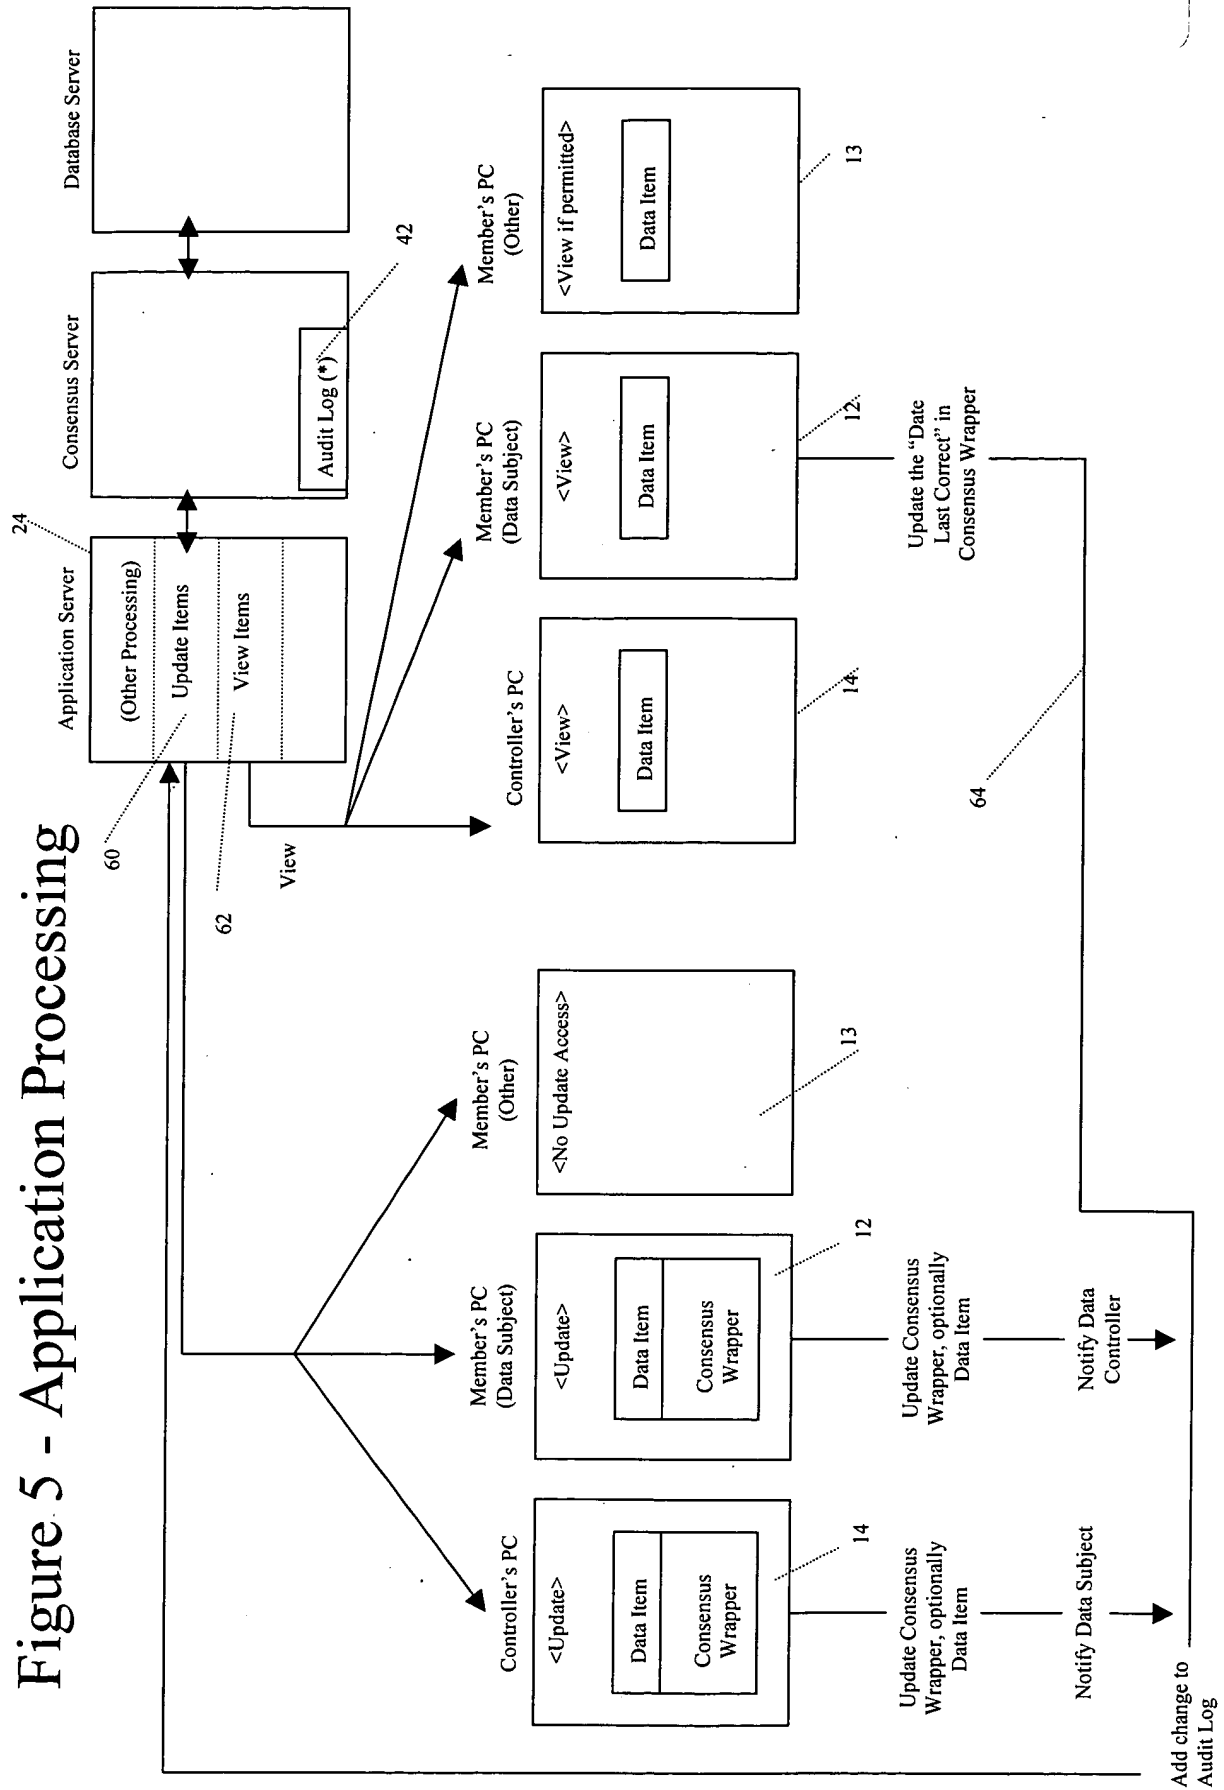 Figure 5 - Application Processing
Application Server
Consensus Server
Database Server
24
(Other Processing)
Update Items
View Items
Audit Log (*)
42
60
62
View
Controller's PC
Member's PC
(Data Subject)
Member's PC
(Other)
Controller's PC
Member's PC
(Data Subject)
Member's PC
(Other)
<Update>
Data Item
Consensus
Wrapper
14
<Update>
Data Item
Consensus
Wrapper
12
<No Update Access>
13
<View>
Data Item
14
<View>
Data Item
12
<View if permitted>
Data Item
13
Update Consensus
Wrapper, optionally
Data Item
Update Consensus
Wrapper, optionally
Data Item
Update the “Date
Last Correct” in
Consensus Wrapper
64
Notify Data Subject
Notify Data
Controller
Add change to
Audit Log